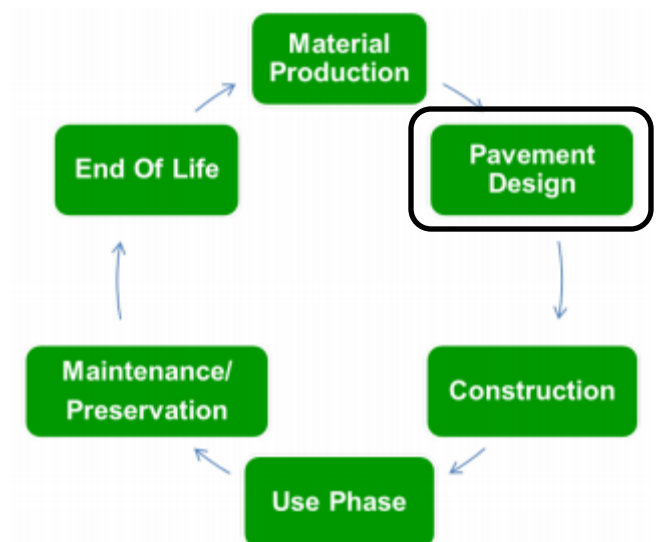 Material
Production
Pavement
Design
Construction
Use Phase
Maintenance/
Preservation
End Of Life